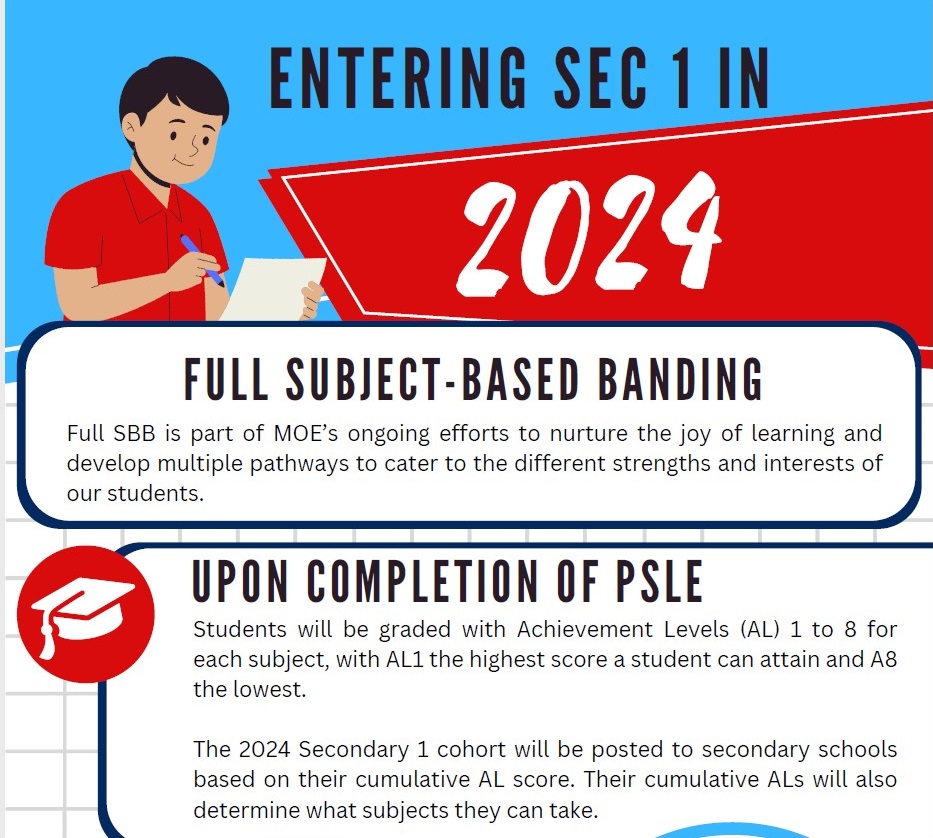 ENTERING SEC 1 IN
2024
FULL SUBJECT-BASED BANDING
Full SBB is part of MOE’s ongoing efforts to nurture the joy of learning and
develop multiple pathways to cater to the different strengths and interests of
our students.
UPON COMPLETION OF PSLE
Students will be graded with Achievement Levels (AL) 1 to 8 for
each subject, with AL1 the highest score a student can attain and A8
the lowest.
The 2024 Secondary 1 cohort will be posted to secondary schools
based on their cumulative AL score. Their cumulative ALs will also
determine what subjects they can take.